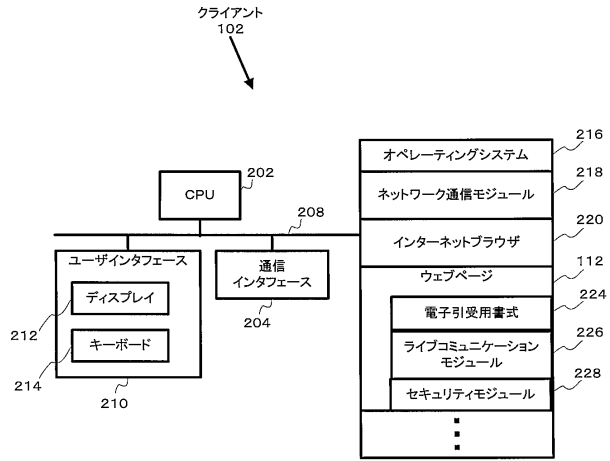 クライアント
102
CPU
202
208
ユーザインタフェース
ディスプレイ
212
キーボード
214
210
通信
インタフェース
204
オペレーティングシステム
216
ネットワーク通信モジュール
218
インターネットブラウザ
220
ウェブページ
112
電子引受用書式
224
ライブコミュニケーション
モジュール
226
セキュリティモジュール
228